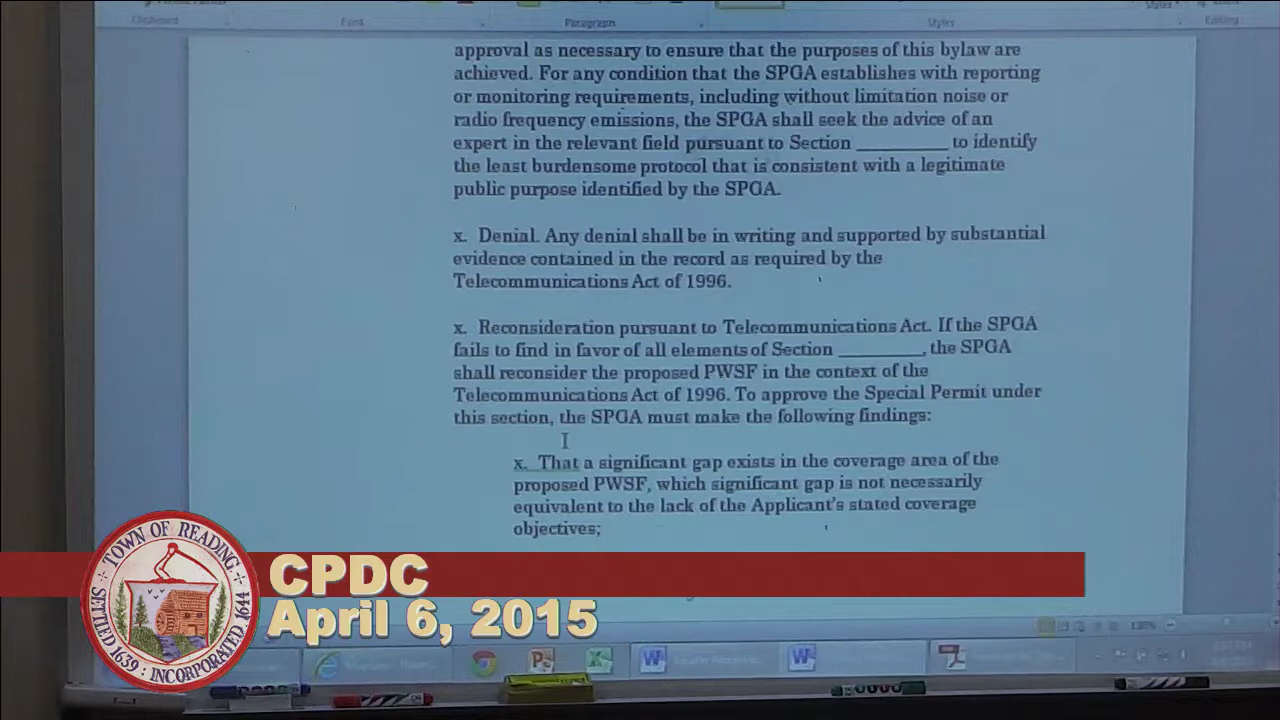 Clipboard
Font
Paragraph
Styles
Editing
approval as necessary to ensure that the purposes of this bylaw are
achieved. For any condition that the SPGA establishes with reporting
or monitoring requirements, including without limitation noise or
radio frequency emissions, the SPGA shall seek the advice of an
expert in the relevant field pursuant to Section __________ to identify
the least burdensome protocol that is consistent with a legitimate
public purpose identified by the SPGA.
x. Denial. Any denial shall be in writing and supported by substantial
evidence contained in the record as required by the
Telecommunications Act of 1996.
x. Reconsideration pursuant to Telecommunications Act. If the SPGA
fails to find in favor of all elements of Section _________, the SPGA
shall reconsider the proposed PWSF in the context of the
Telecommunications Act of 1996. To approve the Special Permit under
this section, the SPGA must make the following findings:
x. That a significant gap exists in the coverage area of the
proposed PWSF, which significant gap is not necessarily
equivalent to the lack of the Applicant's stated coverage
objectives;
TOWN OF READING
SETTLED 1639 : INCORPORATED 1644
CPDC
April 6, 2015